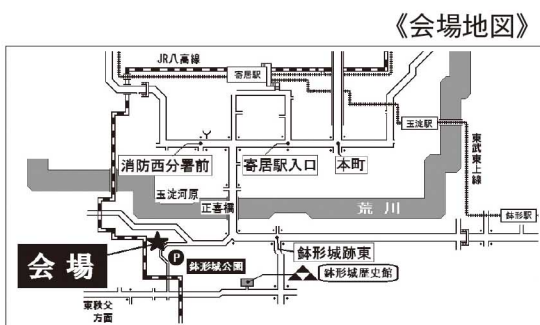 《会場地図》
JR八高線
寄居駅
玉淀駅
消防西分署前
寄居駅入口
本町
東武東上線
玉淀河原
正喜橋
荒川
鉢形駅
会場
P
鉢形城公園
鉢形城跡東
鉢形城歴史館
東秩父
方面